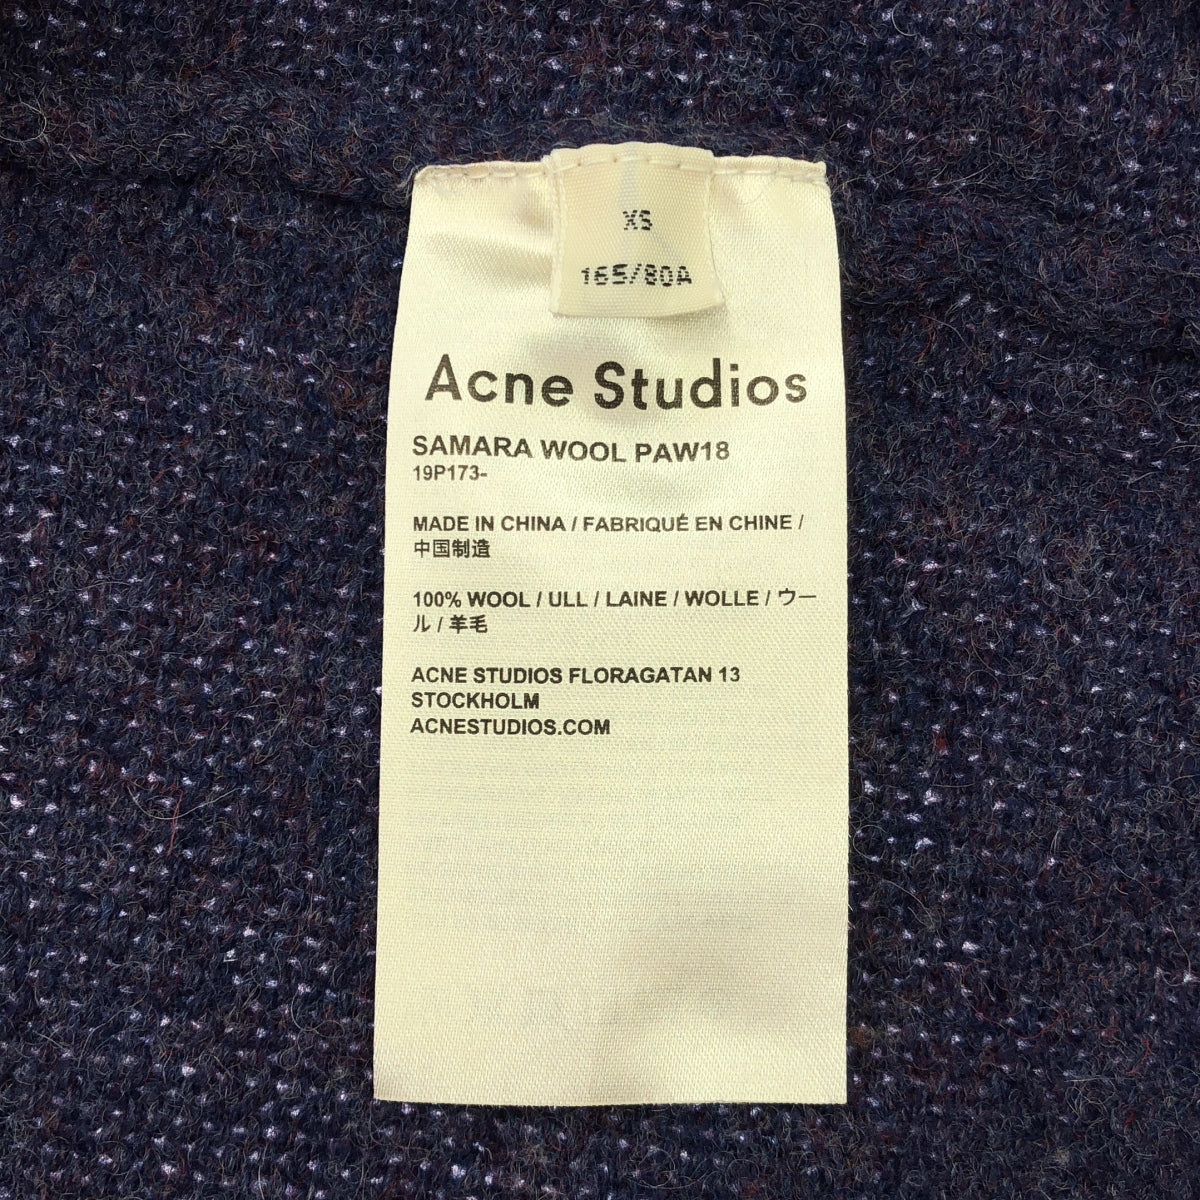 XS
165/80A
Acne Studios
SAMARA WOOL PAW18
19P173-
MADE IN CHINA / FABRIQUÉ EN CHINE /
中国制造
100% WOOL / ULL / LAINE / WOLLE / ウー
ル / 羊毛
ACNE STUDIOS FLORAGATAN 13
STOCKHOLM
ACNESTUDIOS.COM